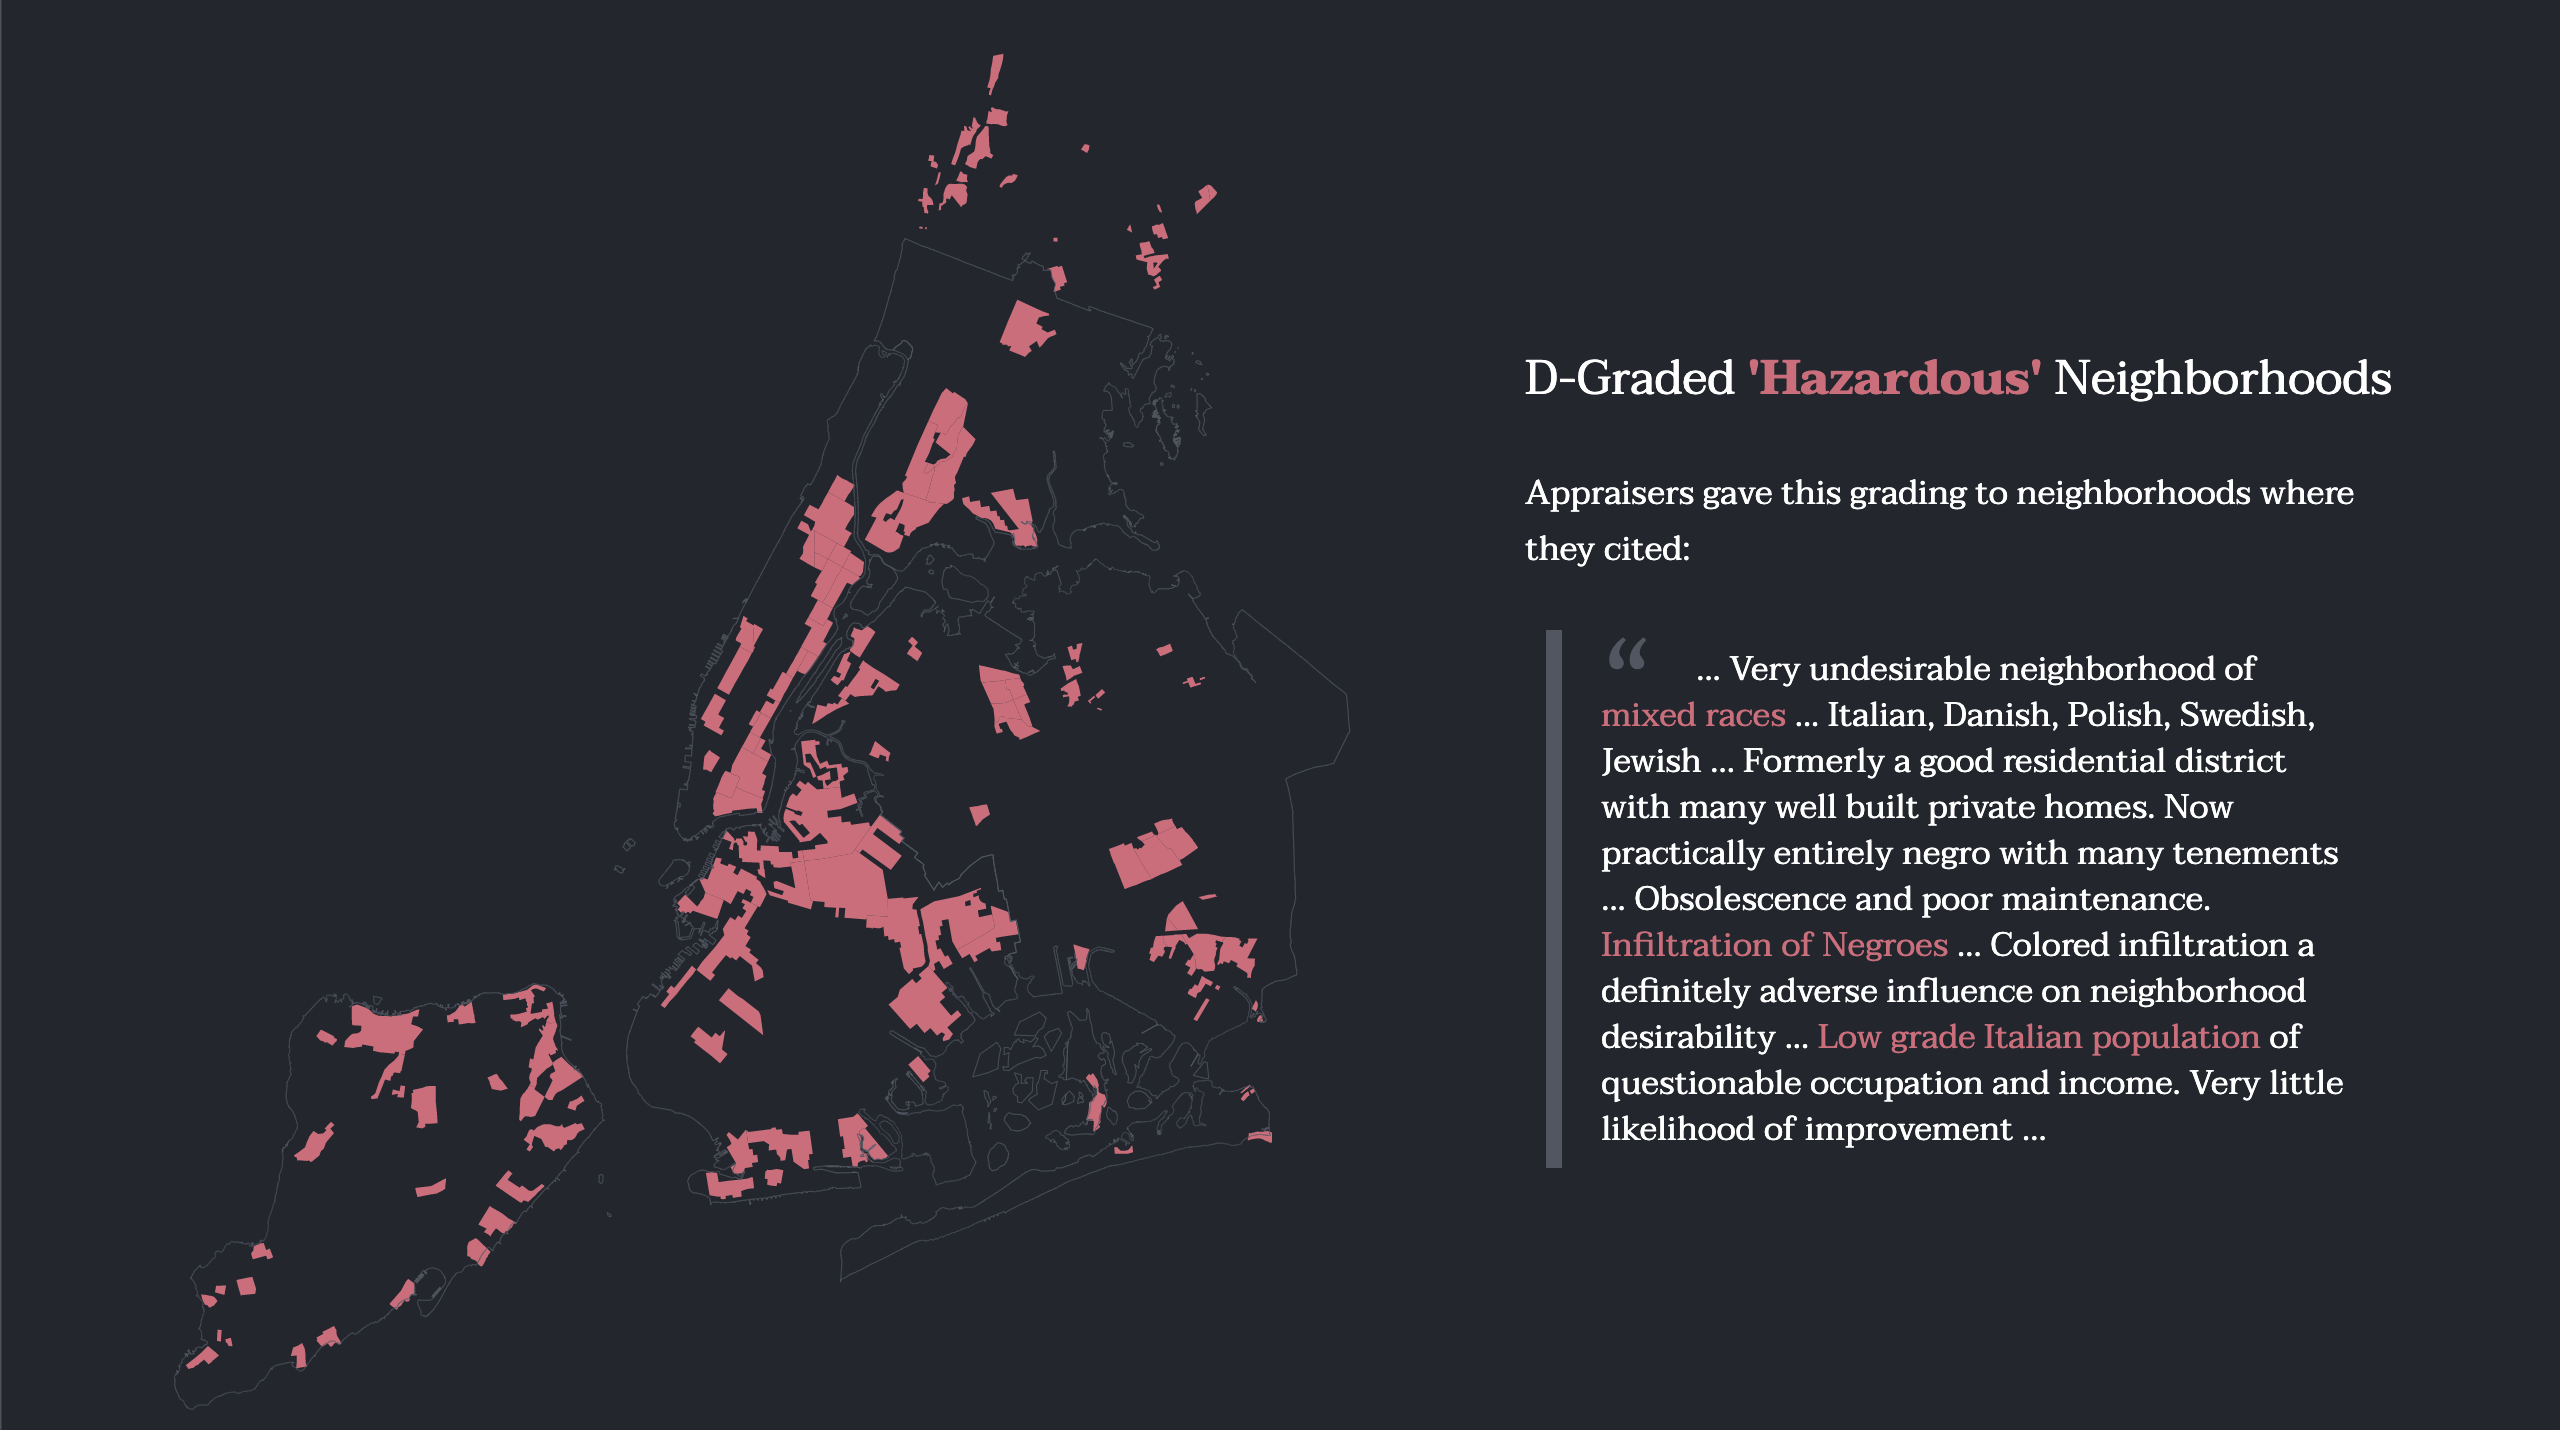 D-Graded 'Hazardous' Neighborhoods
Appraisers gave this grading to neighborhoods where
they cited:
“ ... Very undesirable neighborhood of
mixed races ... Italian, Danish, Polish, Swedish,
Jewish ... Formerly a good residential district
with many well built private homes. Now
practically entirely negro with many tenements
... Obsolescence and poor maintenance.
Infiltration of Negroes ... Colored infiltration a
definitely adverse influence on neighborhood
desirability ... Low grade Italian population of
questionable occupation and income. Very little
likelihood of improvement ...